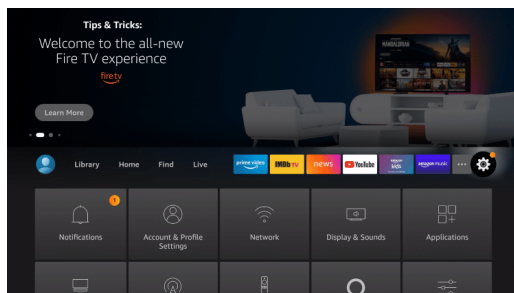 Tips & Tricks:
Welcome to the all-new
Fire TV experience
firetv
Learn More
MANDALORIAN
Library
Home
Find
Live
prime video
IMDb TV
news
YouTube
amazon music
1
Notifications
Account & Profile
Settings
Network
Display & Sounds
Applications